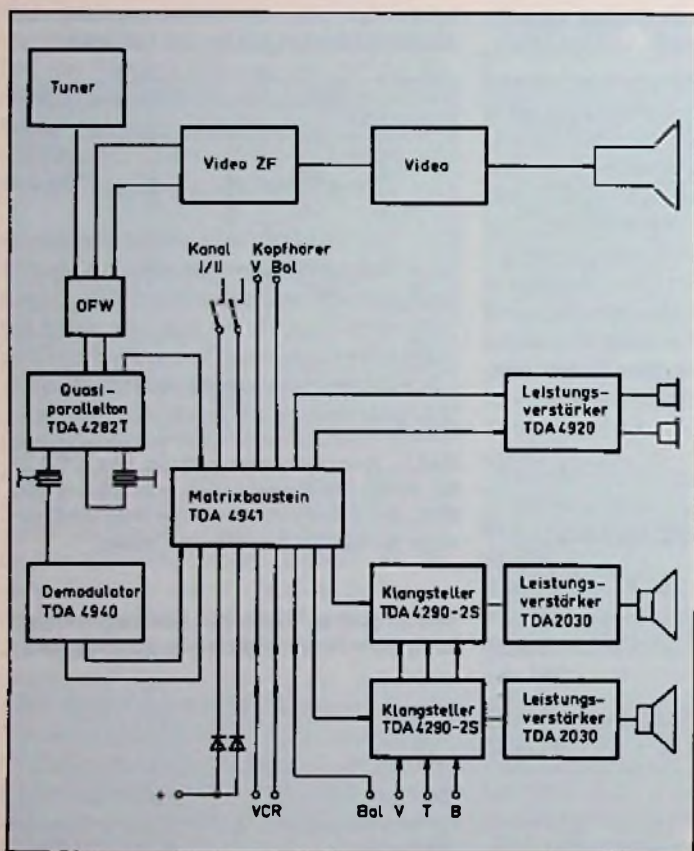 Tuner
Video ZF
Video
Kanal
I/II
Kopfhörer
V Bal
OFW
Quasi-
parallelton
TDA 4282T
Leistungs-
verstärker
TDA 4920
Matrixbaustein
TDA 4941
Demodulator
TDA 4940
Klangsteller
TDA 4290-2S
Leistungs-
verstärker
TDA 2030
Klangsteller
TDA 4290-2S
Leistungs-
verstärker
TDA 2030
+
VCR
Bal V T B